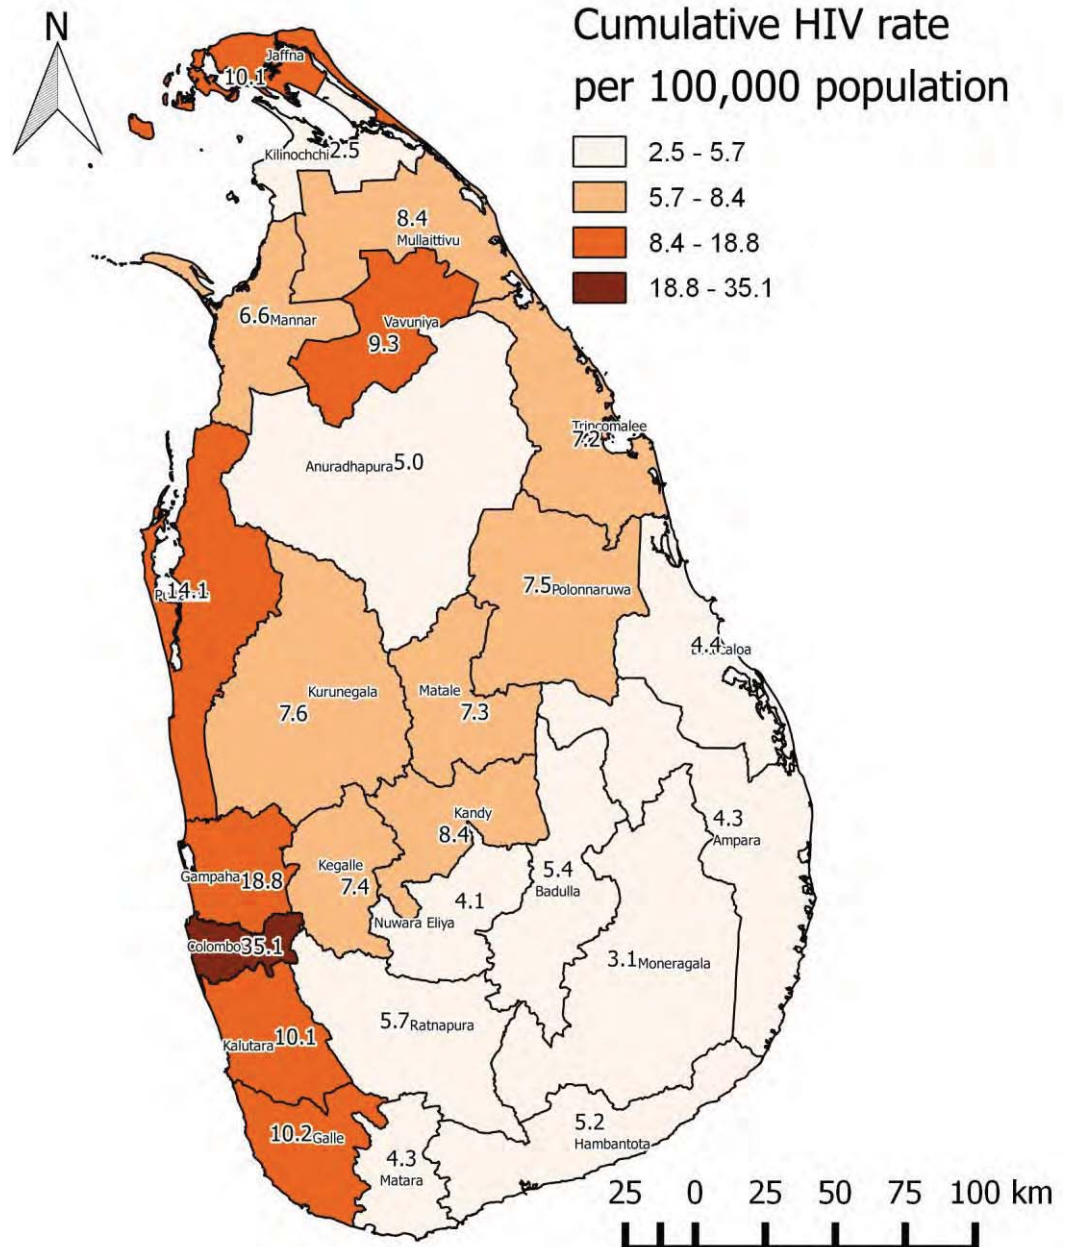 Cumulative HIV rate
per 100,000 population
2.5 - 5.7
5.7 - 8.4
8.4 - 18.8
18.8 - 35.1
N
Jaffna
10.1
Kilinochchi 2.5
8.4
Mullaittivu
6.6 Mannar
Vavuniya
9.3
Trincomalee
7.2
Anuradhapura 5.0
14.1
7.5 Polonnaruwa
4.4
Kurunegala
7.6
Matale
7.3
Kandy
8.4
4.3
Ampara
Kegalle
7.4
5.4
Badulla
Gampaha 18.8
4.1
Nuwara Eliya
Colombo 35.1
3.1 Moneragala
5.7 Ratnapura
Kalutara 10.1
10.2 Galle
5.2
Hambantota
4.3
Matara
25 0 25 50 75 100 km